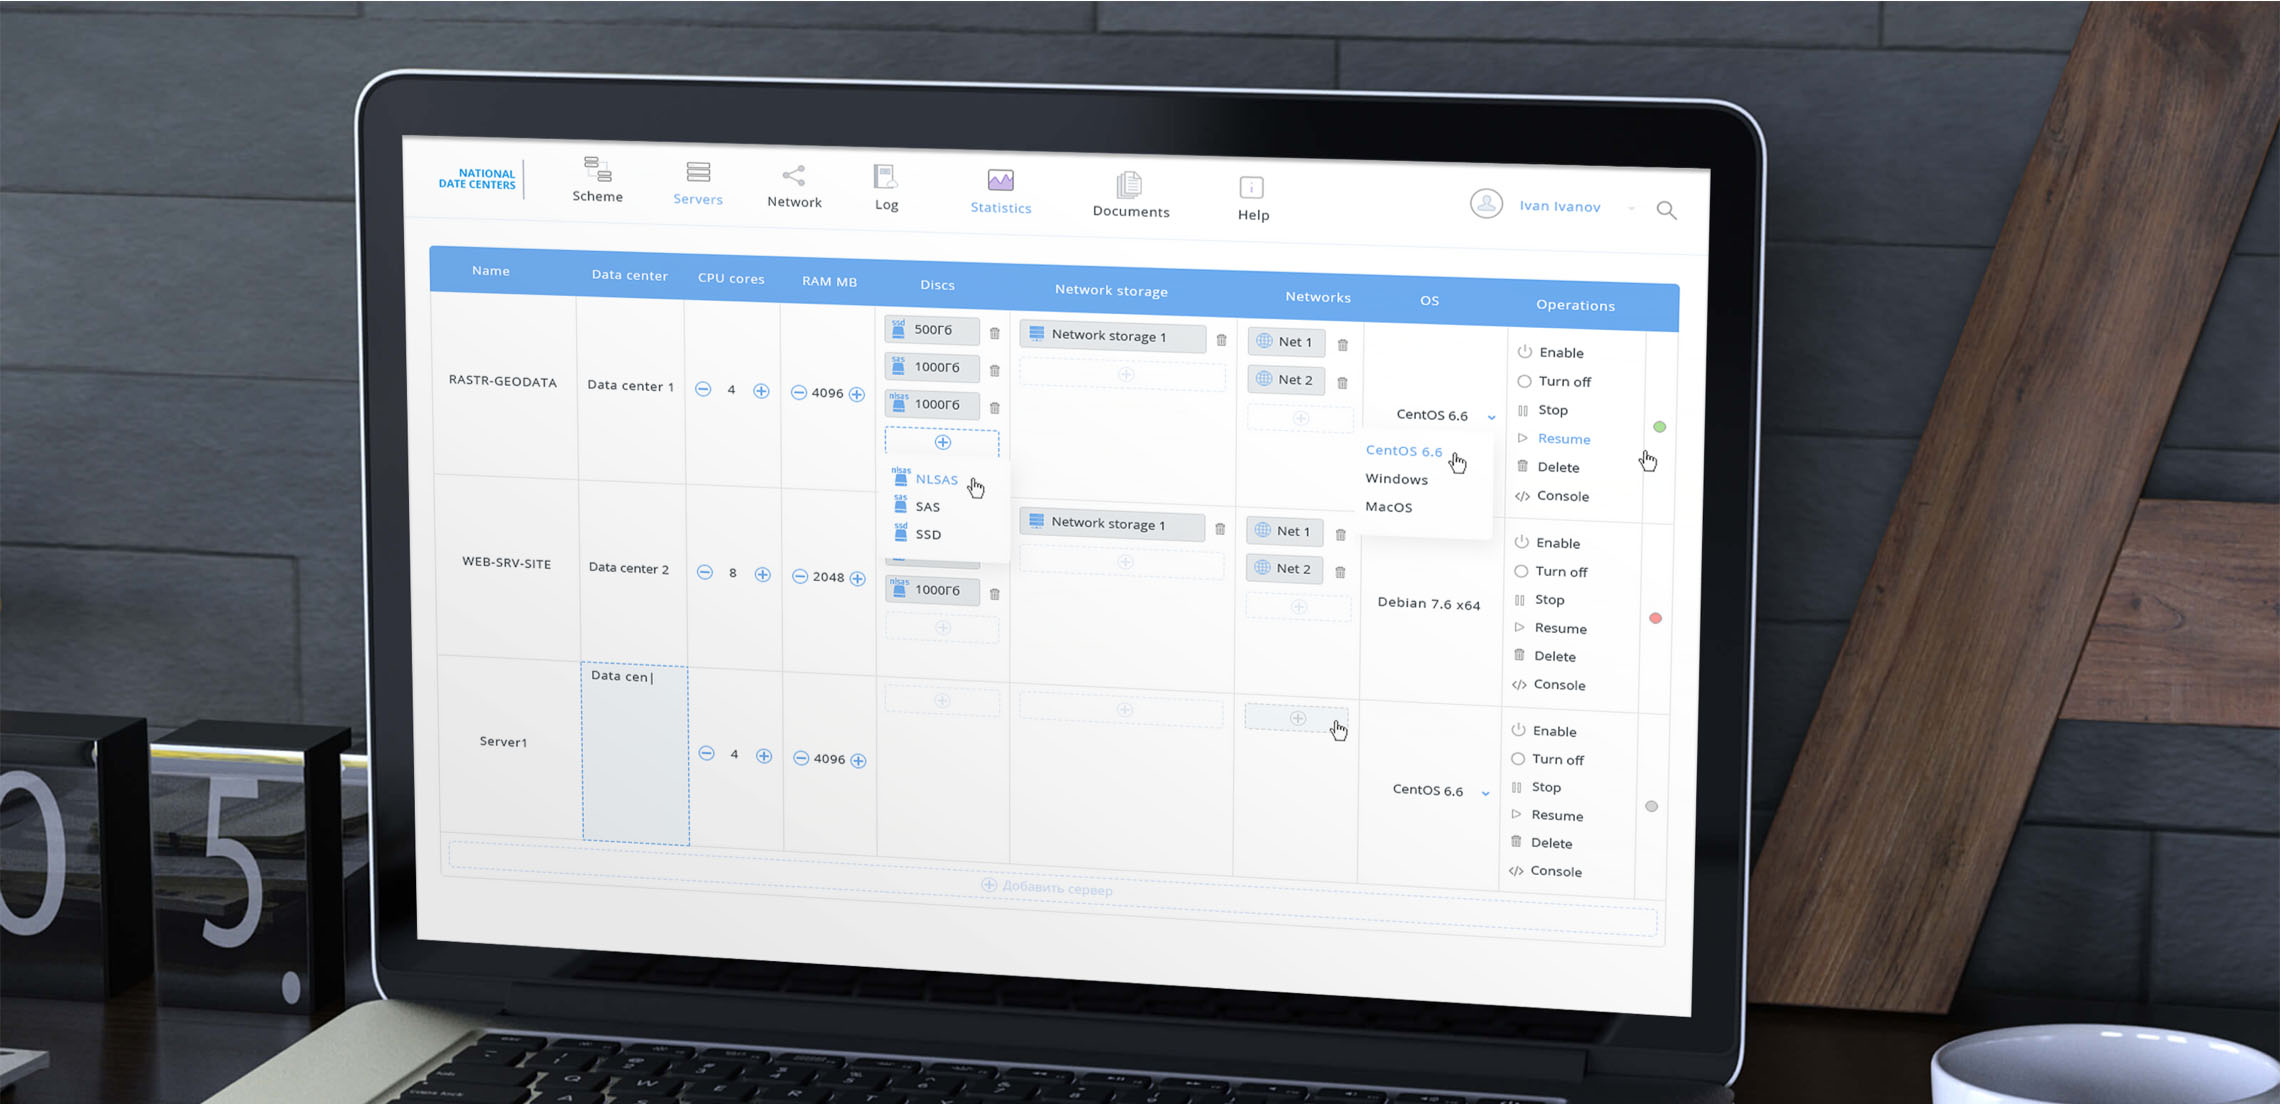 NATIONAL
DATE CENTERS
Scheme
Servers
Network
Log
Statistics
Documents
Help
Ivan Ivanov
Name
Data center
CPU cores
RAM MB
Discs
Network storage
Networks
OS
Operations
RASTR-GEODATA
Data center 1
4
4096
ssd
500Гб
sas
1000Гб
nlsas
1000Гб
nlsas
NLSAS
sas
SAS
ssd
SSD
Network storage 1
Net 1
Net 2
CentOS 6.6
CentOS 6.6
Windows
MacOS
Enable
Turn off
Stop
Resume
Delete
Console
WEB-SRV-SITE
Data center 2
8
2048
nlsas
1000Гб
Network storage 1
Net 1
Net 2
Debian 7.6 x64
Enable
Turn off
Stop
Resume
Delete
Console
Server1
Data cen
4
4096
CentOS 6.6
Enable
Turn off
Stop
Resume
Delete
Console
Добавить сервер
05.
Q
W
E
R
A